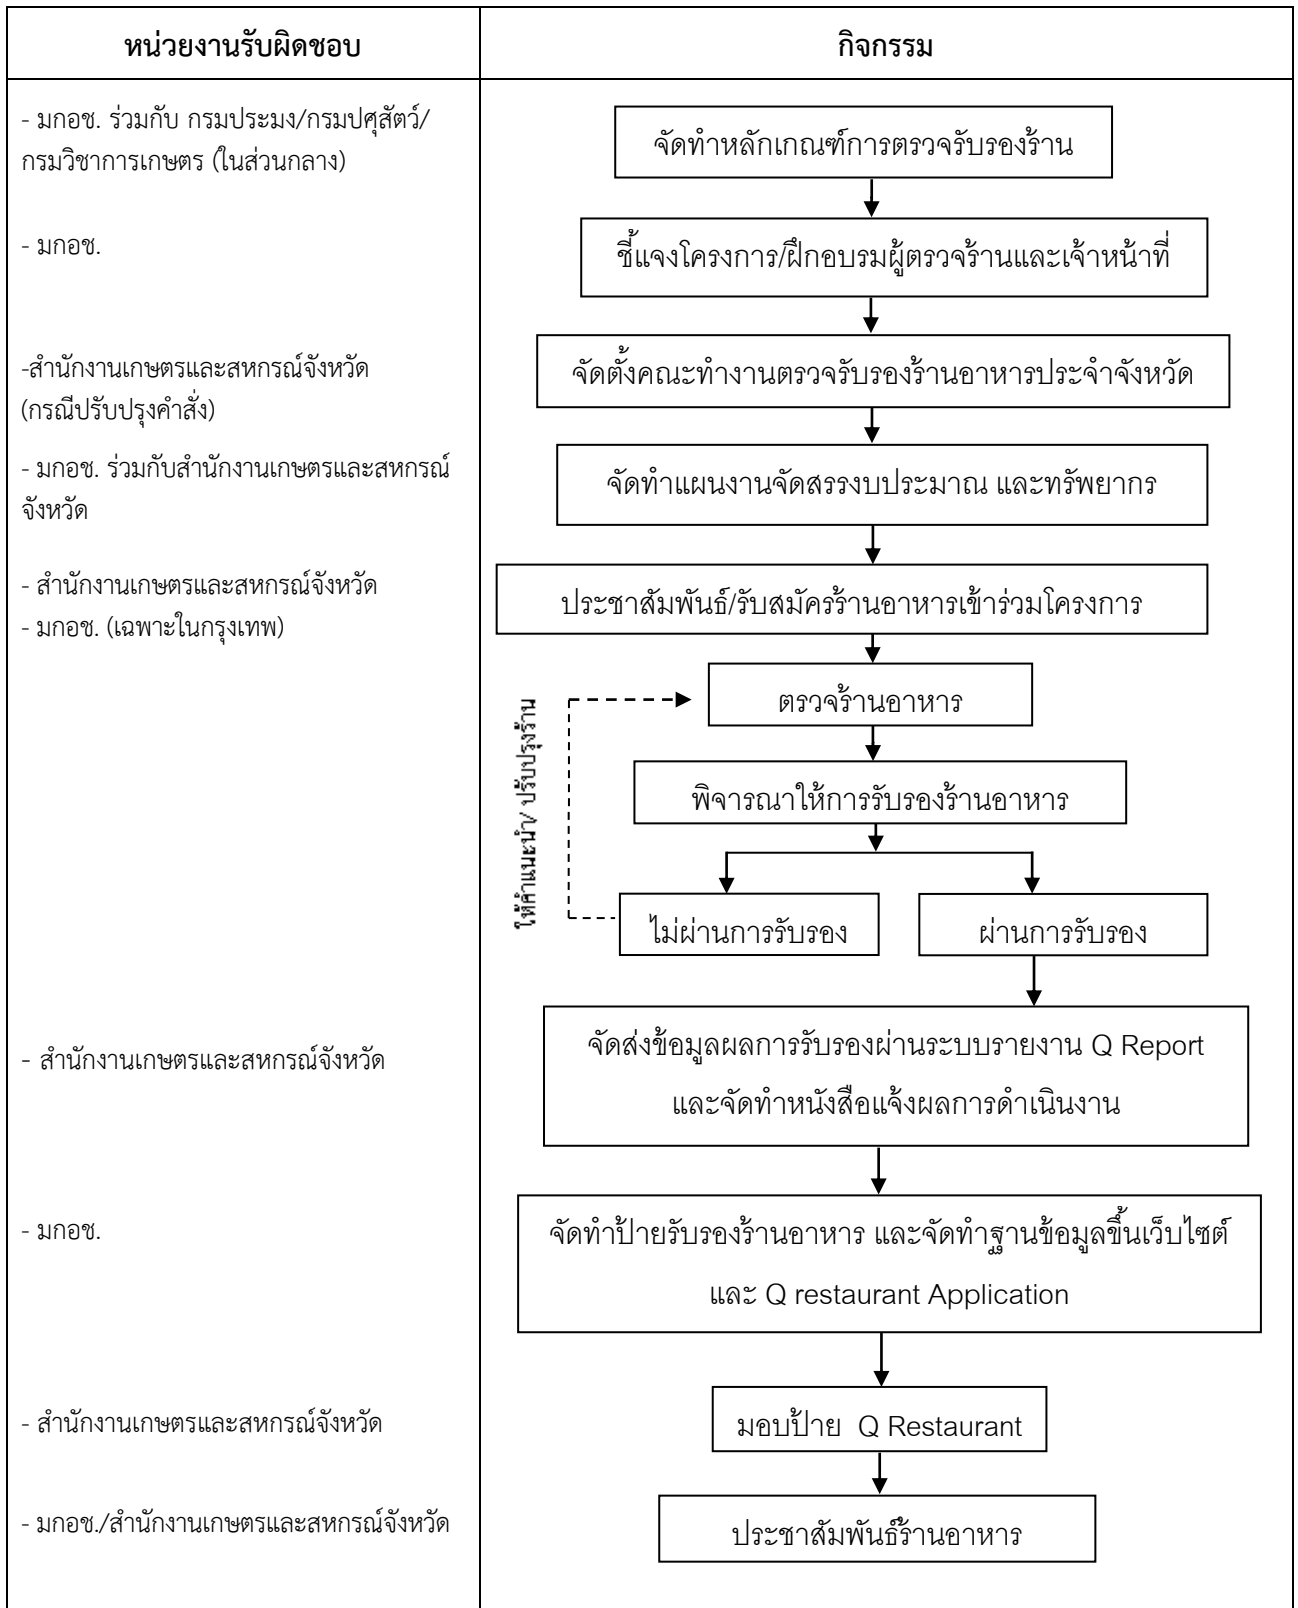 หน่วยงานรับผิดชอบ
กิจกรรม
- มกอช. ร่วมกับ กรมประมง/กรมปศุสัตว์/
กรมวิชาการเกษตร (ในส่วนกลาง)
จัดทำหลักเกณฑ์การตรวจรับรองร้าน
- มกอช.
ชี้แจงโครงการ/ฝึกอบรมผู้ตรวจร้านและเจ้าหน้าที่
-สำนักงานเกษตรและสหกรณ์จังหวัด
(กรณีปรับปรุงคำสั่ง)
จัดตั้งคณะทำงานตรวจรับรองร้านอาหารประจำจังหวัด
- มกอช. ร่วมกับสำนักงานเกษตรและสหกรณ์
จังหวัด
จัดทำแผนงานจัดสรรงบประมาณ และทรัพยากร
- สำนักงานเกษตรและสหกรณ์จังหวัด
- มกอช. (เฉพาะในกรุงเทพ)
ประชาสัมพันธ์/รับสมัครร้านอาหารเข้าร่วมโครงการ
ตรวจร้านอาหาร
ให้คำแนะนำ/ ปรับปรุงร้าน
พิจารณาให้การรับรองร้านอาหาร
ไม่ผ่านการรับรอง
ผ่านการรับรอง
- สำนักงานเกษตรและสหกรณ์จังหวัด
จัดส่งข้อมูลผลการรับรองผ่านระบบรายงาน Q Report
และจัดทำหนังสือแจ้งผลการดำเนินงาน
- มกอช.
จัดทำป้ายรับรองร้านอาหาร และจัดทำฐานข้อมูลขึ้นเว็บไซต์
และ Q restaurant Application
- สำนักงานเกษตรและสหกรณ์จังหวัด
มอบป้าย Q Restaurant
- มกอช./สำนักงานเกษตรและสหกรณ์จังหวัด
ประชาสัมพันธ์ร้านอาหาร